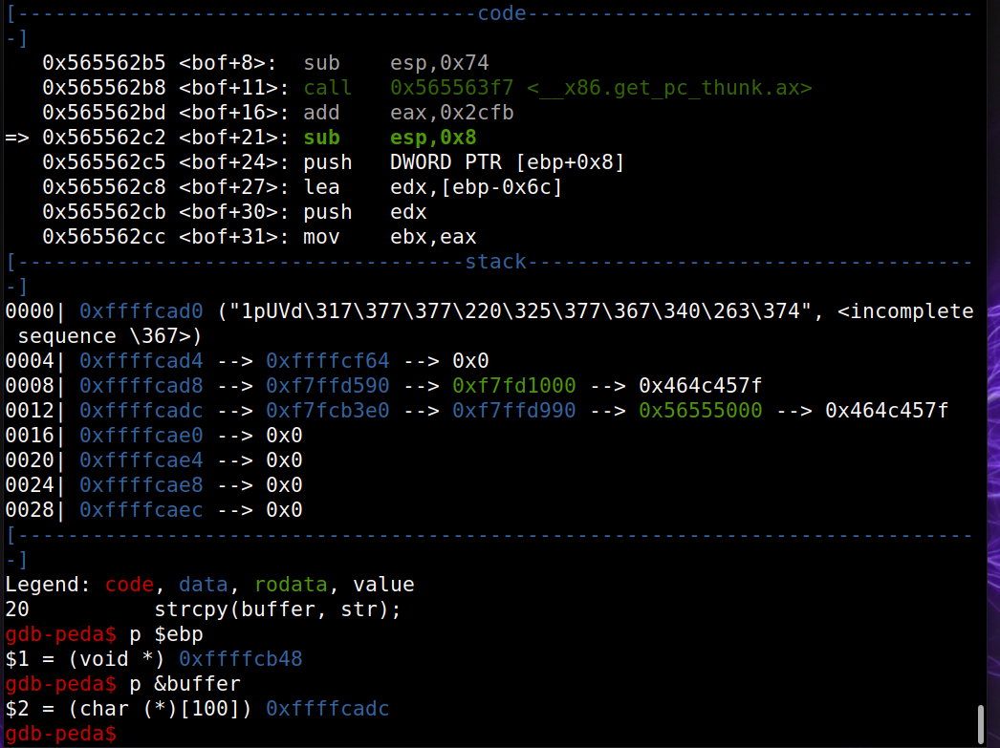 [-------------------------------------code------------------------------------
-]
   0x565562b5 <bof+8>:  sub    esp,0x74
   0x565562b8 <bof+11>: call   0x565563f7 <__x86.get_pc_thunk.ax>
   0x565562bd <bof+16>: add    eax,0x2cfb
=> 0x565562c2 <bof+21>: sub    esp,0x8
   0x565562c5 <bof+24>: push   DWORD PTR [ebp+0x8]
   0x565562c8 <bof+27>: lea    edx,[ebp-0x6c]
   0x565562cb <bof+30>: push   edx
   0x565562cc <bof+31>: mov    ebx,eax
[------------------------------------stack------------------------------------
-]
0000| 0xffffcad0 ("1pUVd\317\377\377\220\325\377\367\340\263\374", <incomplete
 sequence \367>)
0004| 0xffffcad4 --> 0xffffcf64 --> 0x0
0008| 0xffffcad8 --> 0xf7ffd590 --> 0xf7fd1000 --> 0x464c457f
0012| 0xffffcadc --> 0xf7fcb3e0 --> 0xf7ffd990 --> 0x56555000 --> 0x464c457f
0016| 0xffffcae0 --> 0x0
0020| 0xffffcae4 --> 0x0
0024| 0xffffcae8 --> 0x0
0028| 0xffffcaec --> 0x0
[-----------------------------------------------------------------------------
-]
Legend: code, data, rodata, value
20          strcpy(buffer, str);
gdb-peda$ p $ebp
$1 = (void *) 0xffffcb48
gdb-peda$ p &buffer
$2 = (char (*)[100]) 0xffffcadc
gdb-peda$